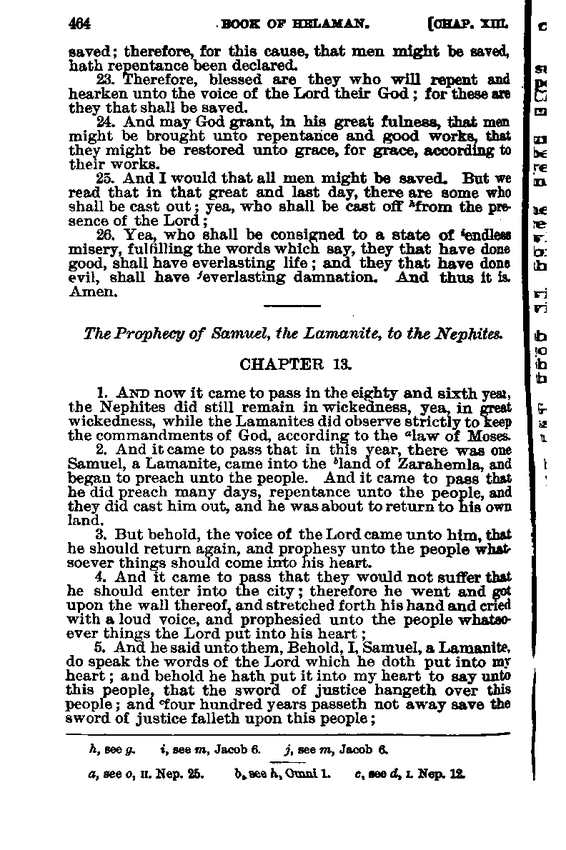 464 BOOK OF HELAMAN. [CHAP. XIII.
saved; therefore, for this cause, that men might be saved,
hath repentance been declared.
23. Therefore, blessed are they who will repent and
hearken unto the voice of the Lord their God; for these are
they that shall be saved.
24. And may God grant, in his great fulness, that men
might be brought unto repentance and good works, that
they might be restored unto grace, for grace, according to
their works.
25. And I would that all men might be saved. But we
read that in that great and last day, there are some who
shall be cast out; yea, who shall be cast off ʰfrom the pre-
sence of the Lord;
26. Yea, who shall be consigned to a state of ⁱendless
misery, fulfilling the words which say, they that have done
good, shall have everlasting life; and they that have done
evil, shall have ʲeverlasting damnation. And thus it is.
Amen.
The Prophecy of Samuel, the Lamanite, to the Nephites.
CHAPTER 13.
1. AND now it came to pass in the eighty and sixth year,
the Nephites did still remain in wickedness, yea, in great
wickedness, while the Lamanites did observe strictly to keep
the commandments of God, according to the ᵃlaw of Moses.
2. And it came to pass that in this year, there was one
Samuel, a Lamanite, came into the ᵇland of Zarahemla, and
began to preach unto the people. And it came to pass that
he did preach many days, repentance unto the people, and
they did cast him out, and he was about to return to his own
land.
3. But behold, the voice of the Lord came unto him, that
he should return again, and prophesy unto the people what-
soever things should come into his heart.
4. And it came to pass that they would not suffer that
he should enter into the city; therefore he went and got
upon the wall thereof, and stretched forth his hand and cried
with a loud voice, and prophesied unto the people whatso-
ever things the Lord put into his heart;
5. And he said unto them, Behold, I, Samuel, a Lamanite,
do speak the words of the Lord which he doth put into my
heart; and behold he hath put it into my heart to say unto
this people, that the sword of justice hangeth over this
people; and ᶜfour hundred years passeth not away save the
sword of justice falleth upon this people;
h, see g. i, see m, Jacob 6. j, see m, Jacob 6.
a, see o, II. Nep. 25. b, see h, Omni 1. c, see d, I. Nep. 12.